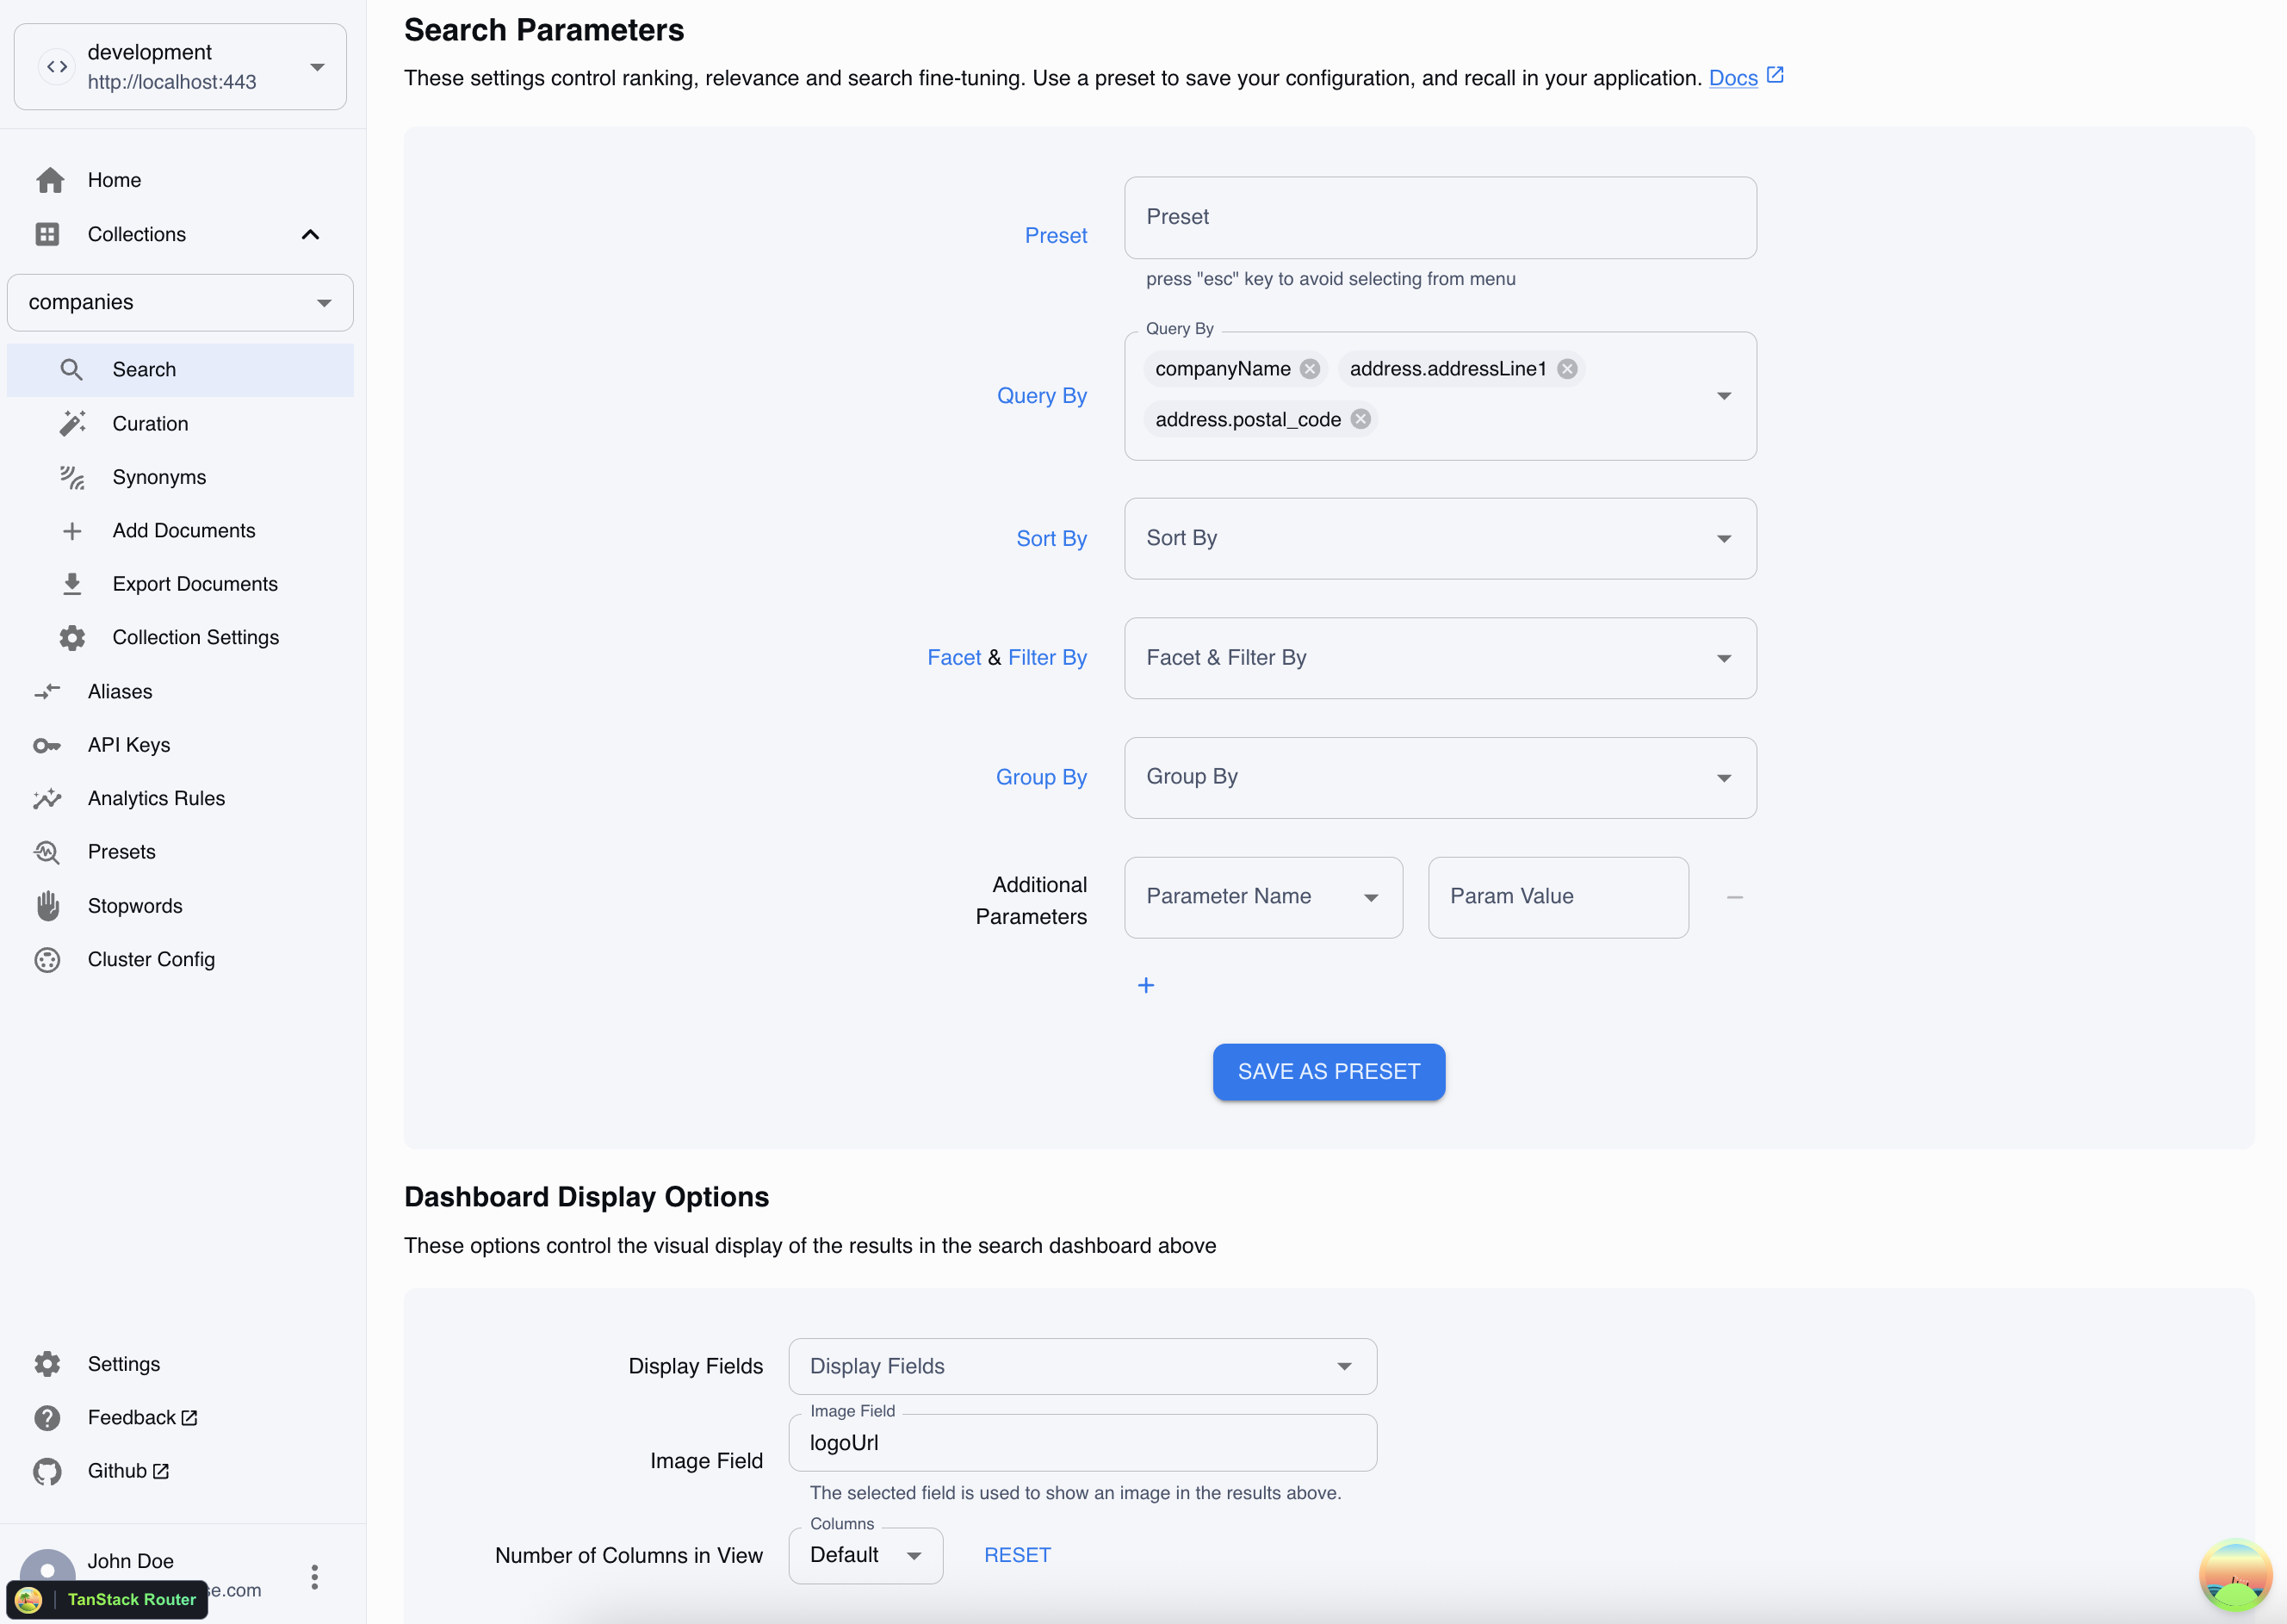 development
http://localhost:443
Home
Collections
companies
Search
Curation
Synonyms
Add Documents
Export Documents
Collection Settings
Aliases
API Keys
Analytics Rules
Presets
Stopwords
Cluster Config
Settings
Feedback
Github
John Doe
se.com
TanStack Router
Search Parameters
These settings control ranking, relevance and search fine-tuning. Use a preset to save your configuration, and recall in your application. Docs
Preset
Preset
press "esc" key to avoid selecting from menu
Query By
Query By
companyName address.addressLine1
address.postal_code
Sort By
Sort By
Facet & Filter By
Facet & Filter By
Group By
Group By
Additional
Parameters
Parameter Name
Param Value
SAVE AS PRESET
Dashboard Display Options
These options control the visual display of the results in the search dashboard above
Display Fields
Display Fields
Image Field
Image Field
logoUrl
The selected field is used to show an image in the results above.
Number of Columns in View
Columns
Default
RESET